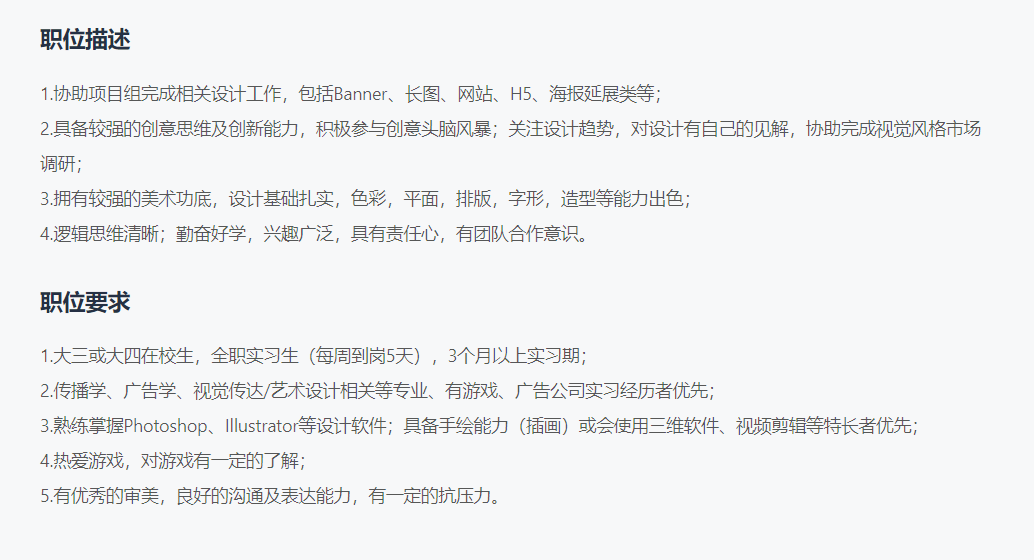 职位描述
1.协助项目组完成相关设计工作，包括Banner、长图、网站、H5、海报延展类等；
2.具备较强的创意思维及创新能力，积极参与创意头脑风暴；关注设计趋势，对设计有自己的见解，协助完成视觉风格市场
调研；
3.拥有较强的美术功底，设计基础扎实，色彩，平面，排版，字形，造型等能力出色；
4.逻辑思维清晰；勤奋好学，兴趣广泛，具有责任心，有团队合作意识。
职位要求
1.大三或大四在校生，全职实习生（每周到岗5天），3个月以上实习期；
2.传播学、广告学、视觉传达/艺术设计相关等专业、有游戏、广告公司实习经历者优先；
3.熟练掌握Photoshop、Illustrator等设计软件；具备手绘能力（插画）或会使用三维软件、视频剪辑等特长者优先；
4.热爱游戏，对游戏有一定的了解；
5.有优秀的审美，良好的沟通及表达能力，有一定的抗压力。